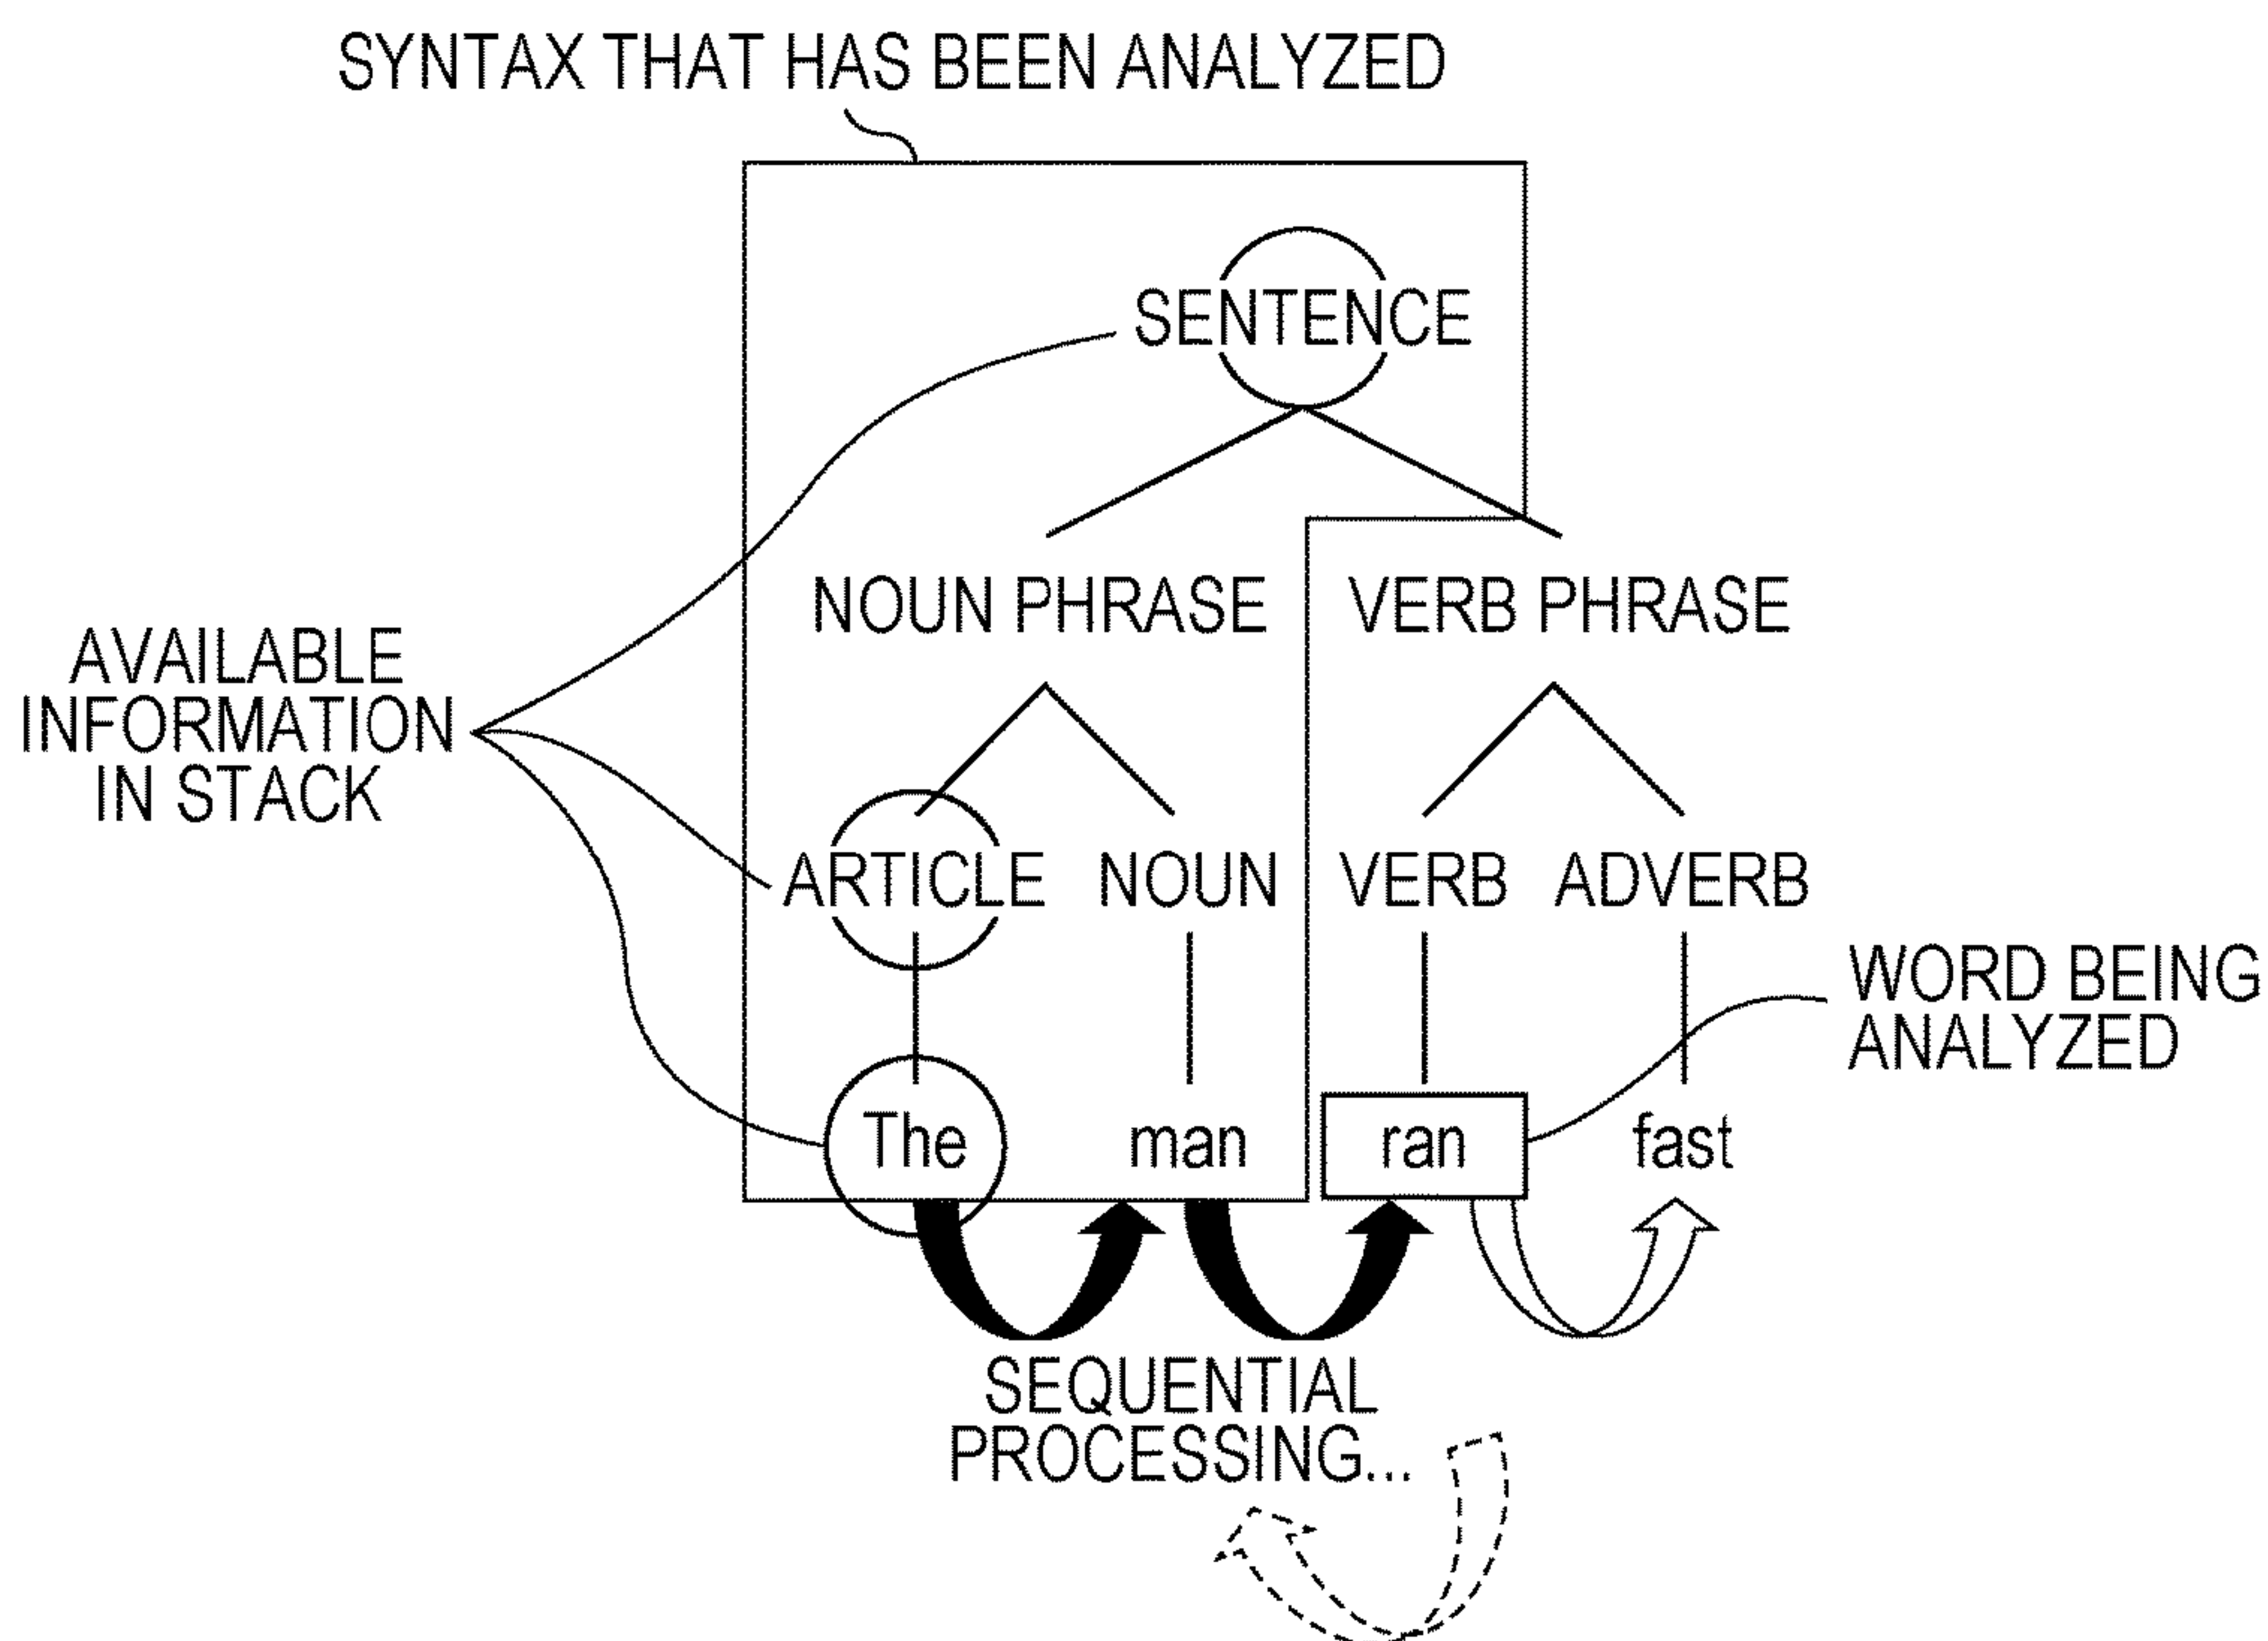 SYNTAX THAT HAS BEEN ANALYZED
SENTENCE
NOUN PHRASE VERB PHRASE
AVAILABLE
INFORMATION
IN STACK
ARTICLE NOUN VERB ADVERB
WORD BEING
ANALYZED
The man ran fast
SEQUENTIAL
PROCESSING...